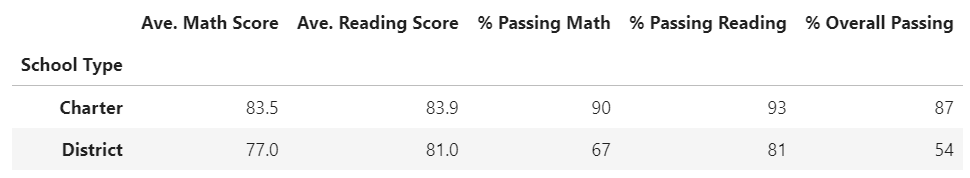 Ave. Math Score Ave. Reading Score % Passing Math % Passing Reading % Overall Passing
School Type
Charter 83.5 83.9 90 93 87
District 77.0 81.0 67 81 54